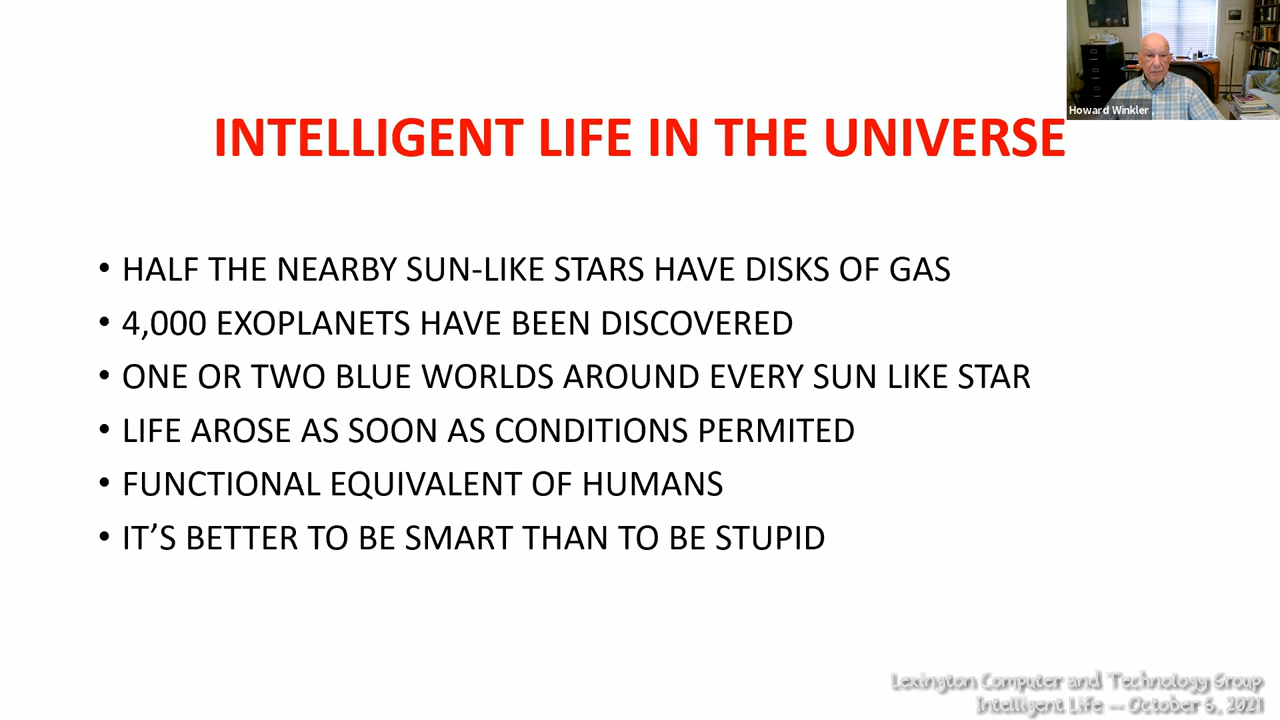 Howard Winkler
INTELLIGENT LIFE IN THE UNIVERSE
• HALF THE NEARBY SUN-LIKE STARS HAVE DISKS OF GAS
• 4,000 EXOPLANETS HAVE BEEN DISCOVERED
• ONE OR TWO BLUE WORLDS AROUND EVERY SUN LIKE STAR
• LIFE AROSE AS SOON AS CONDITIONS PERMITED
• FUNCTIONAL EQUIVALENT OF HUMANS
• IT’S BETTER TO BE SMART THAN TO BE STUPID
Lexington Computer and Technology Group
Intelligent Life -- October 6, 2021